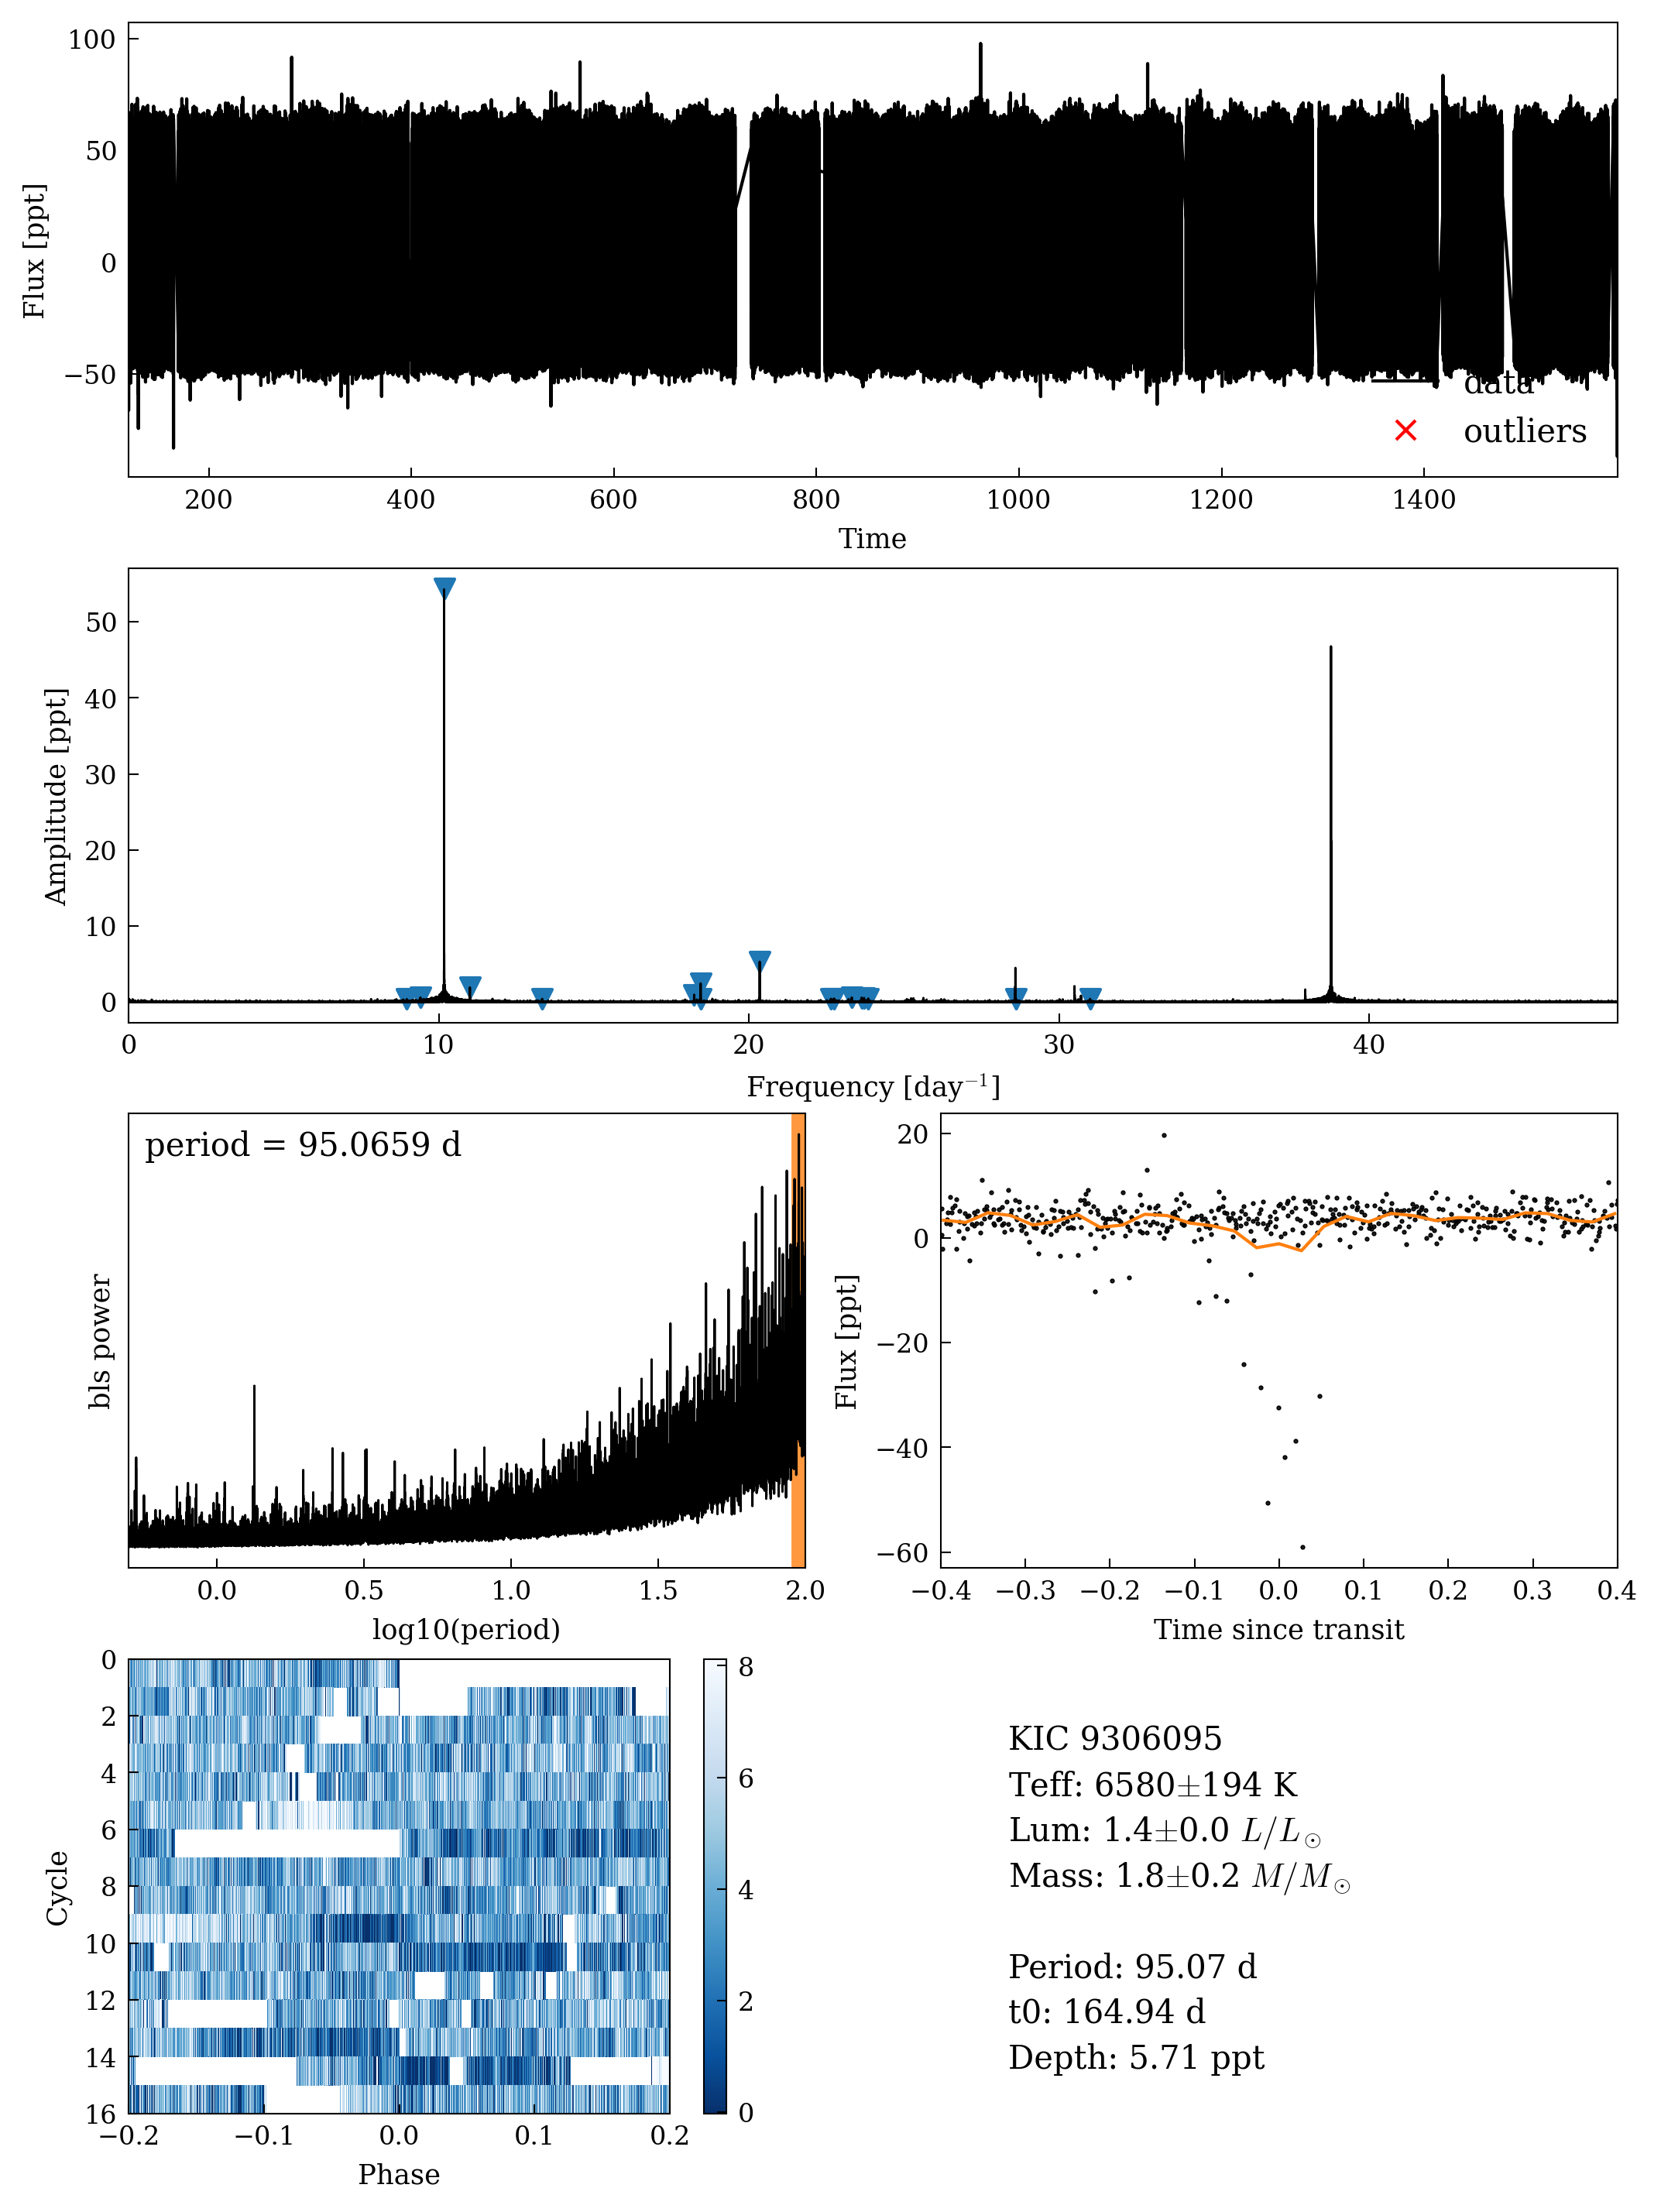 100
50
0
−50
Flux [ppt]
data
outliers
200 400 600 800 1000 1200 1400
Time
50
40
30
20
10
0
Amplitude [ppt]
0 10 20 30 40
Frequency [day⁻¹]
period = 95.0659 d
bls power
0.0 0.5 1.0 1.5 2.0
log10(period)
20
0
−20
−40
−60
Flux [ppt]
−0.4 −0.3 −0.2 −0.1 0.0 0.1 0.2 0.3 0.4
Time since transit
0
2
4
6
8
10
12
14
16
Cycle
−0.2 −0.1 0.0 0.1 0.2
Phase
8
6
4
2
0
KIC 9306095
Teff: 6580±194 K
Lum: 1.4±0.0 L/L⊙
Mass: 1.8±0.2 M/M⊙
Period: 95.07 d
t0: 164.94 d
Depth: 5.71 ppt